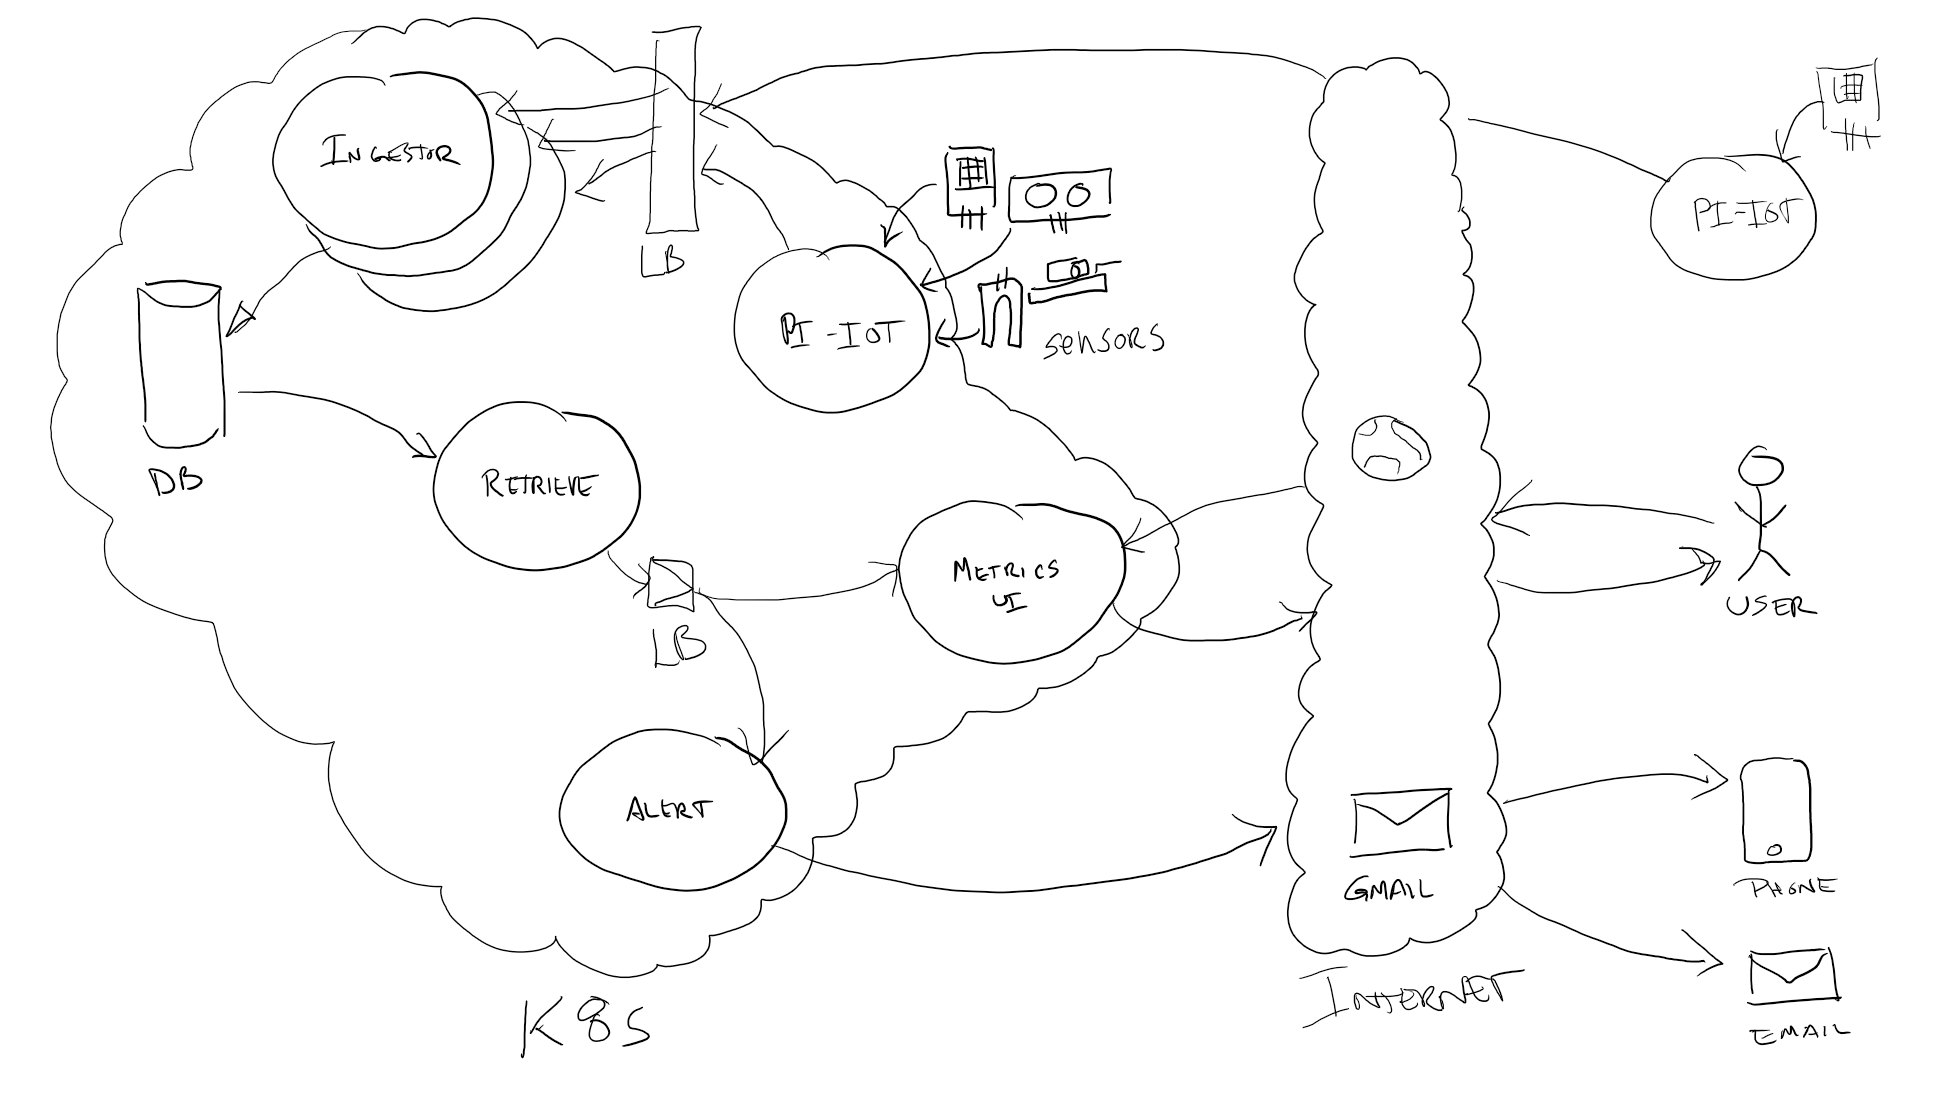 INGESTOR
LB
PI-IOT
PI-IOT
SENSORS
DB
RETRIEVE
METRICS
UI
LB
USER
ALERT
GMAIL
PHONE
INTERNET
EMAIL
K8S